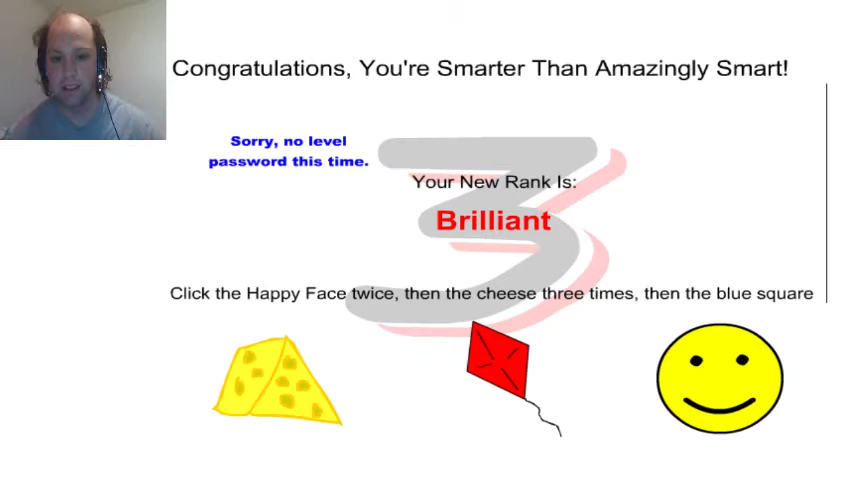 Congratulations, You're Smarter Than Amazingly Smart!
Sorry, no level
password this time.
3
Your New Rank Is:
Brilliant
Click the Happy Face twice, then the cheese three times, then the blue square